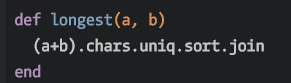 def longest(a, b)
  (a+b).chars.uniq.sort.join
end